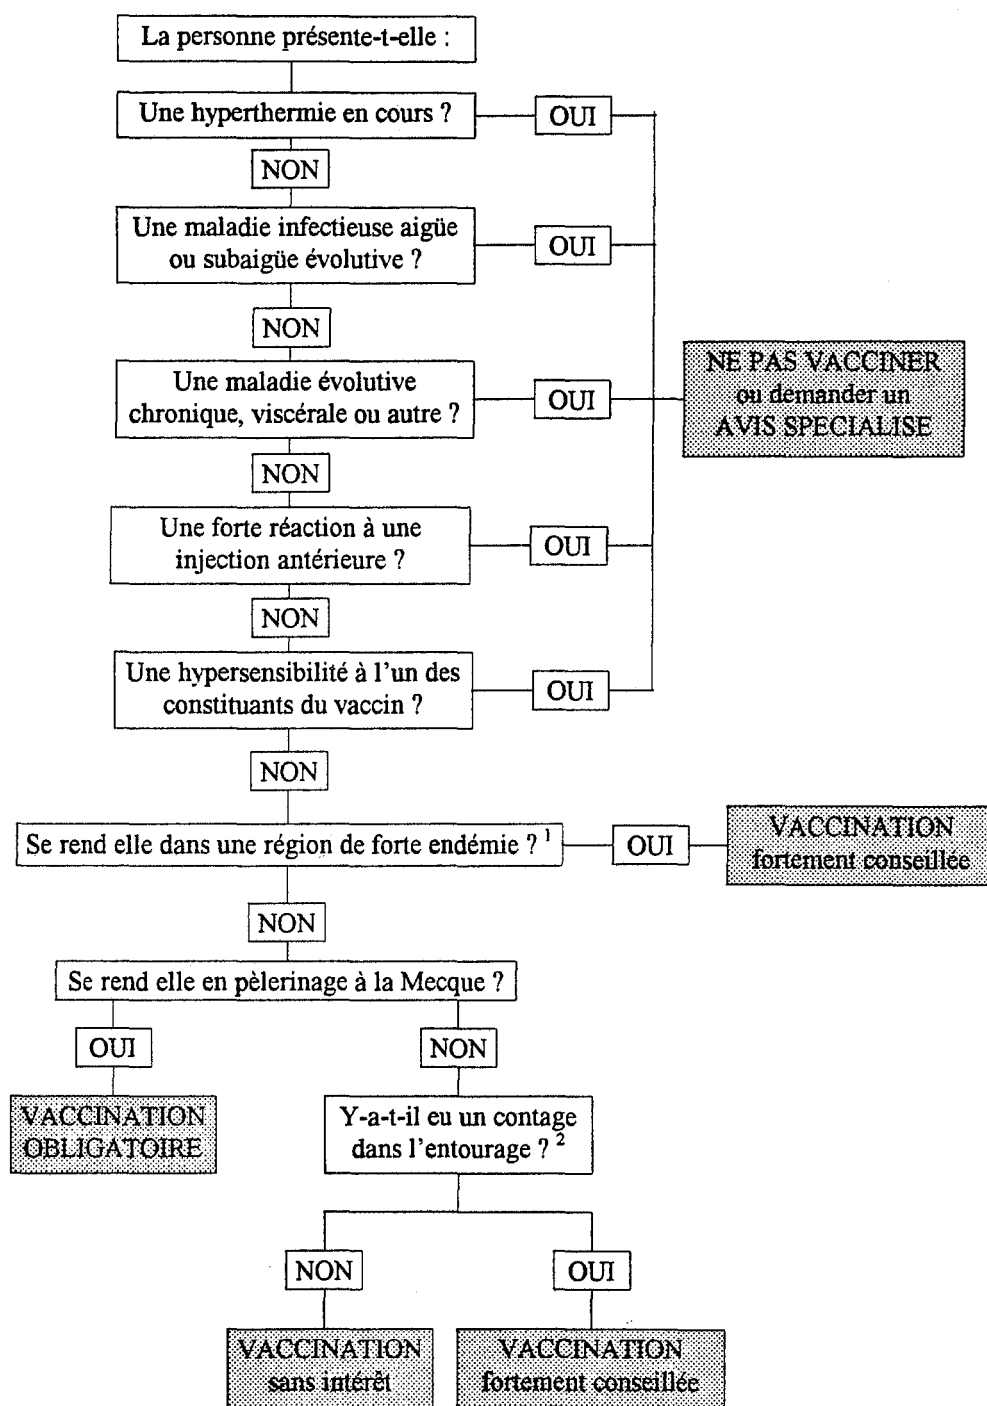 La personne présente-t-elle :
Une hyperthermie en cours ?
OUI
NON
Une maladie infectieuse aigüe
ou subaigüe évolutive ?
OUI
NON
Une maladie évolutive
chronique, viscérale ou autre ?
OUI
NE PAS VACCINER
ou demander un
AVIS SPECIALISE
NON
Une forte réaction à une
injection antérieure ?
OUI
NON
Une hypersensibilité à l'un des
constituants du vaccin ?
OUI
NON
Se rend elle dans une région de forte endémie ? 1
OUI
VACCINATION
fortement conseillée
NON
Se rend elle en pèlerinage à la Mecque ?
OUI
NON
VACCINATION
OBLIGATOIRE
Y-a-t-il eu un contage
dans l'entourage ? 2
NON
OUI
VACCINATION
sans intérêt
VACCINATION
fortement conseillée